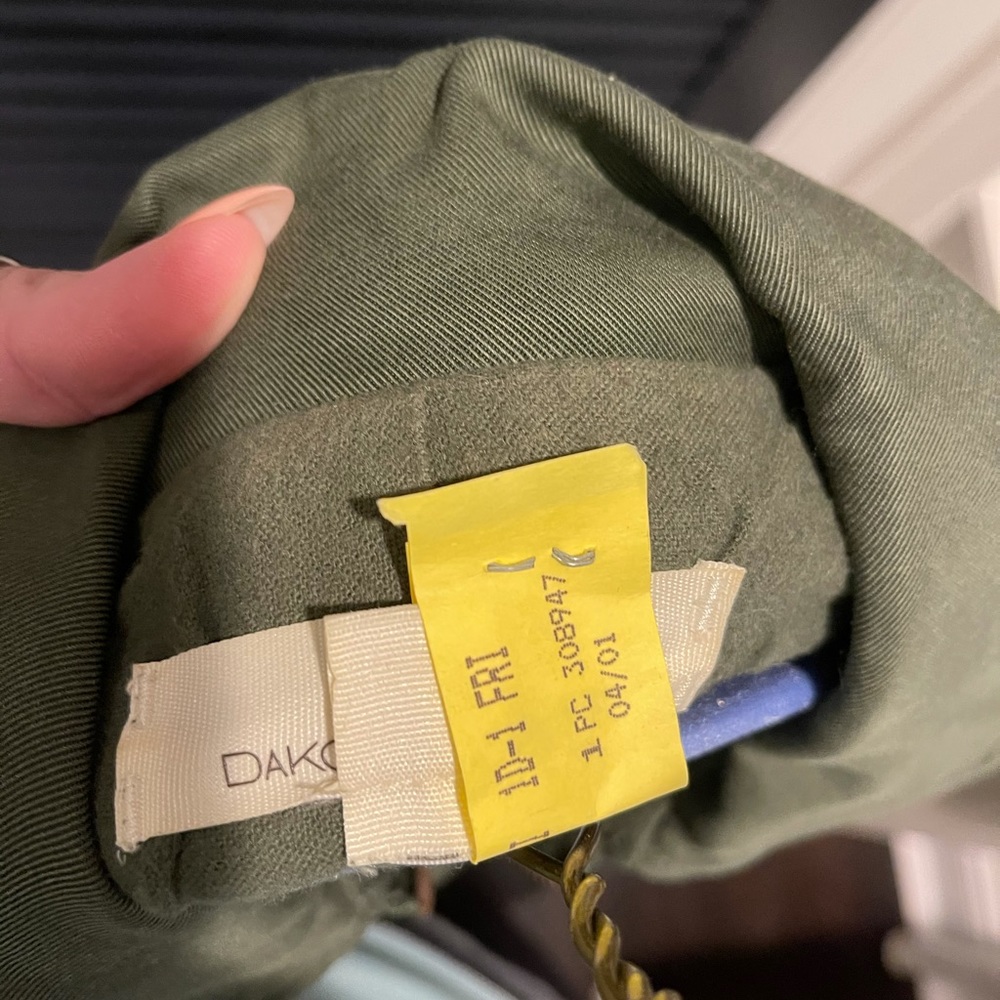 DAKO
1D-1 FRI
1 PC 308947
04/01